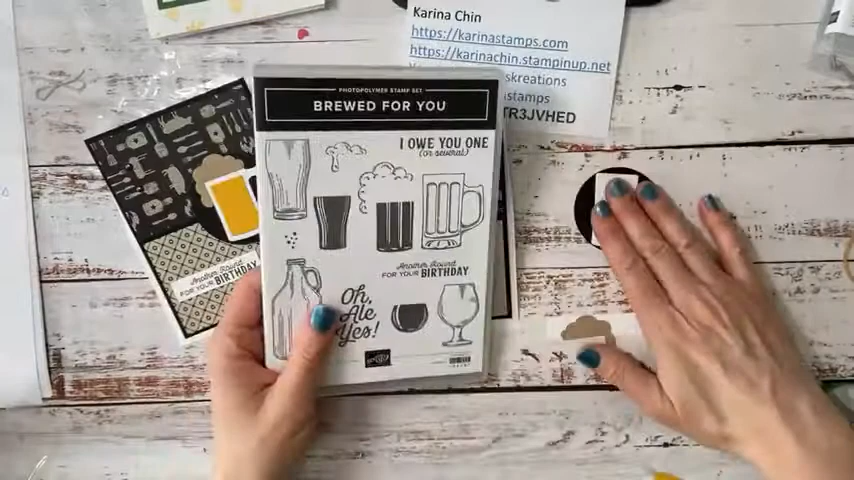 Karina Chin
https://karinastamps.com
https://karinachin.stampinup.net
skreations
stamps
TR3JVHED
PHOTOPOLYMER STAMP SET
BREWED FOR YOU
I OWE YOU ONE
(or several)
Another Round
FOR YOUR BIRTHDAY
Oh,
Ale
Yes!
Another Round
FOR YOUR BIRTHDAY